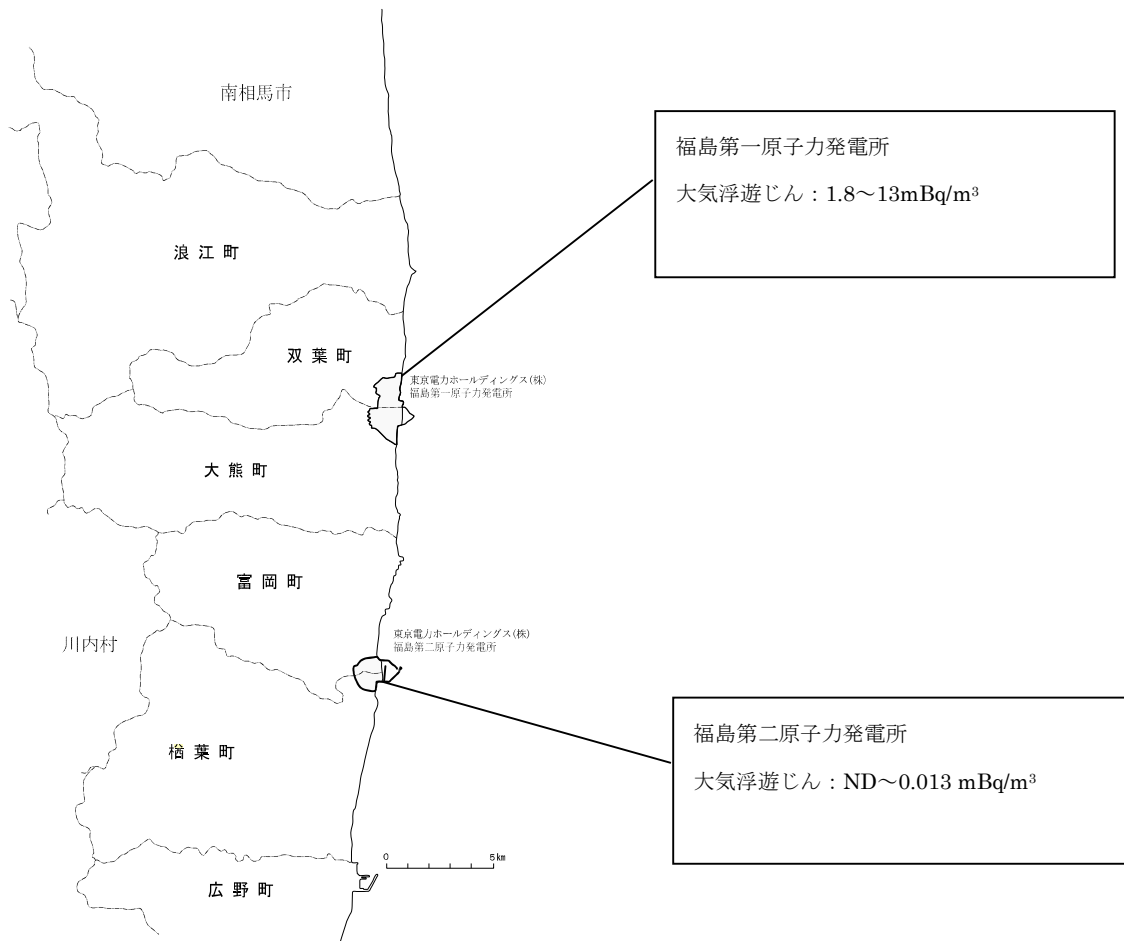 南相馬市
福島第一原子力発電所
大気浮遊じん：1.8～13mBq/m³
浪江町
双葉町
東京電力ホールディングス(株)
福島第一原子力発電所
大熊町
富岡町
東京電力ホールディングス(株)
福島第二原子力発電所
川内村
福島第二原子力発電所
大気浮遊じん：ND～0.013 mBq/m³
楢葉町
0 5km
広野町